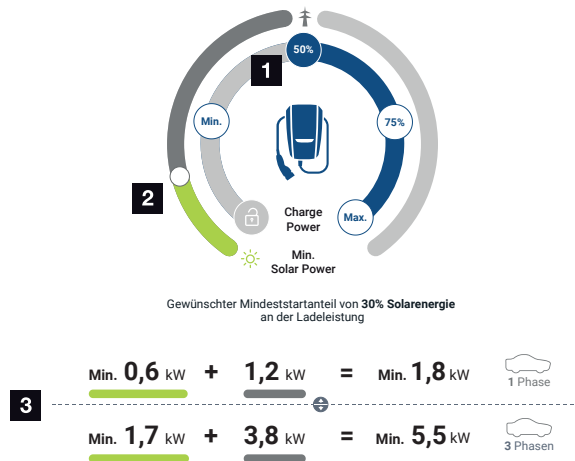 50%
1
Min.
75%
2
Charge
Power
Max.
Min.
Solar Power
Gewünschter Mindeststartanteil von 30% Solarenergie
an der Ladeleistung
Min. 0,6 kW + 1,2 kW = Min. 1,8 kW
1 Phase
3
Min. 1,7 kW + 3,8 kW = Min. 5,5 kW
3 Phasen